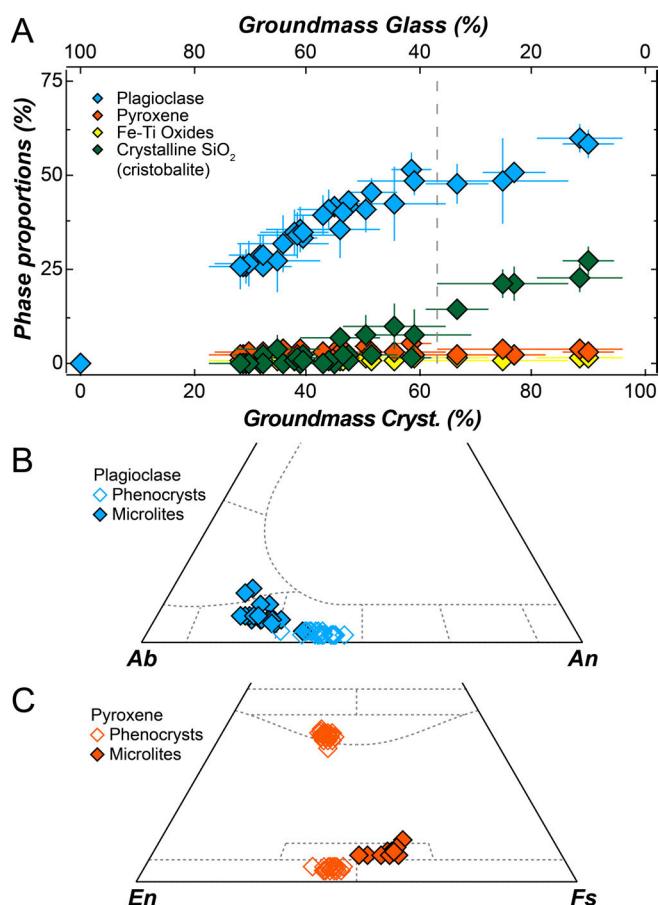 A
Groundmass Glass (%)
100 80 60 40 20 0
Plagioclase
Pyroxene
Fe-Ti Oxides
Crystalline SiO₂
(cristobalite)
Phase proportions (%)
75
50
25
0
0 20 40 60 80 100
Groundmass Cryst. (%)
B
Plagioclase
Phenocrysts
Microlites
Ab An
C
Pyroxene
Phenocrysts
Microlites
En Fs